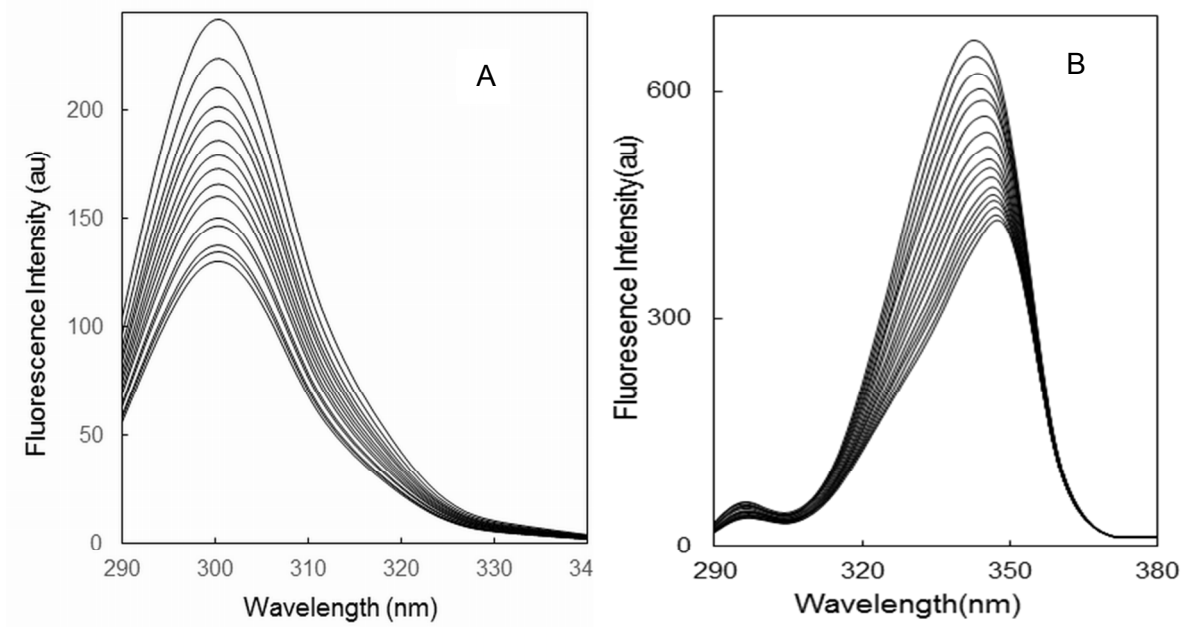 A
Fluorescence Intensity (au)
200
150
100
50
0
290 300 310 320 330 34
Wavelength (nm)
B
Fluoresence Intensity(au)
600
300
0
290 320 350 380
Wavelength(nm)